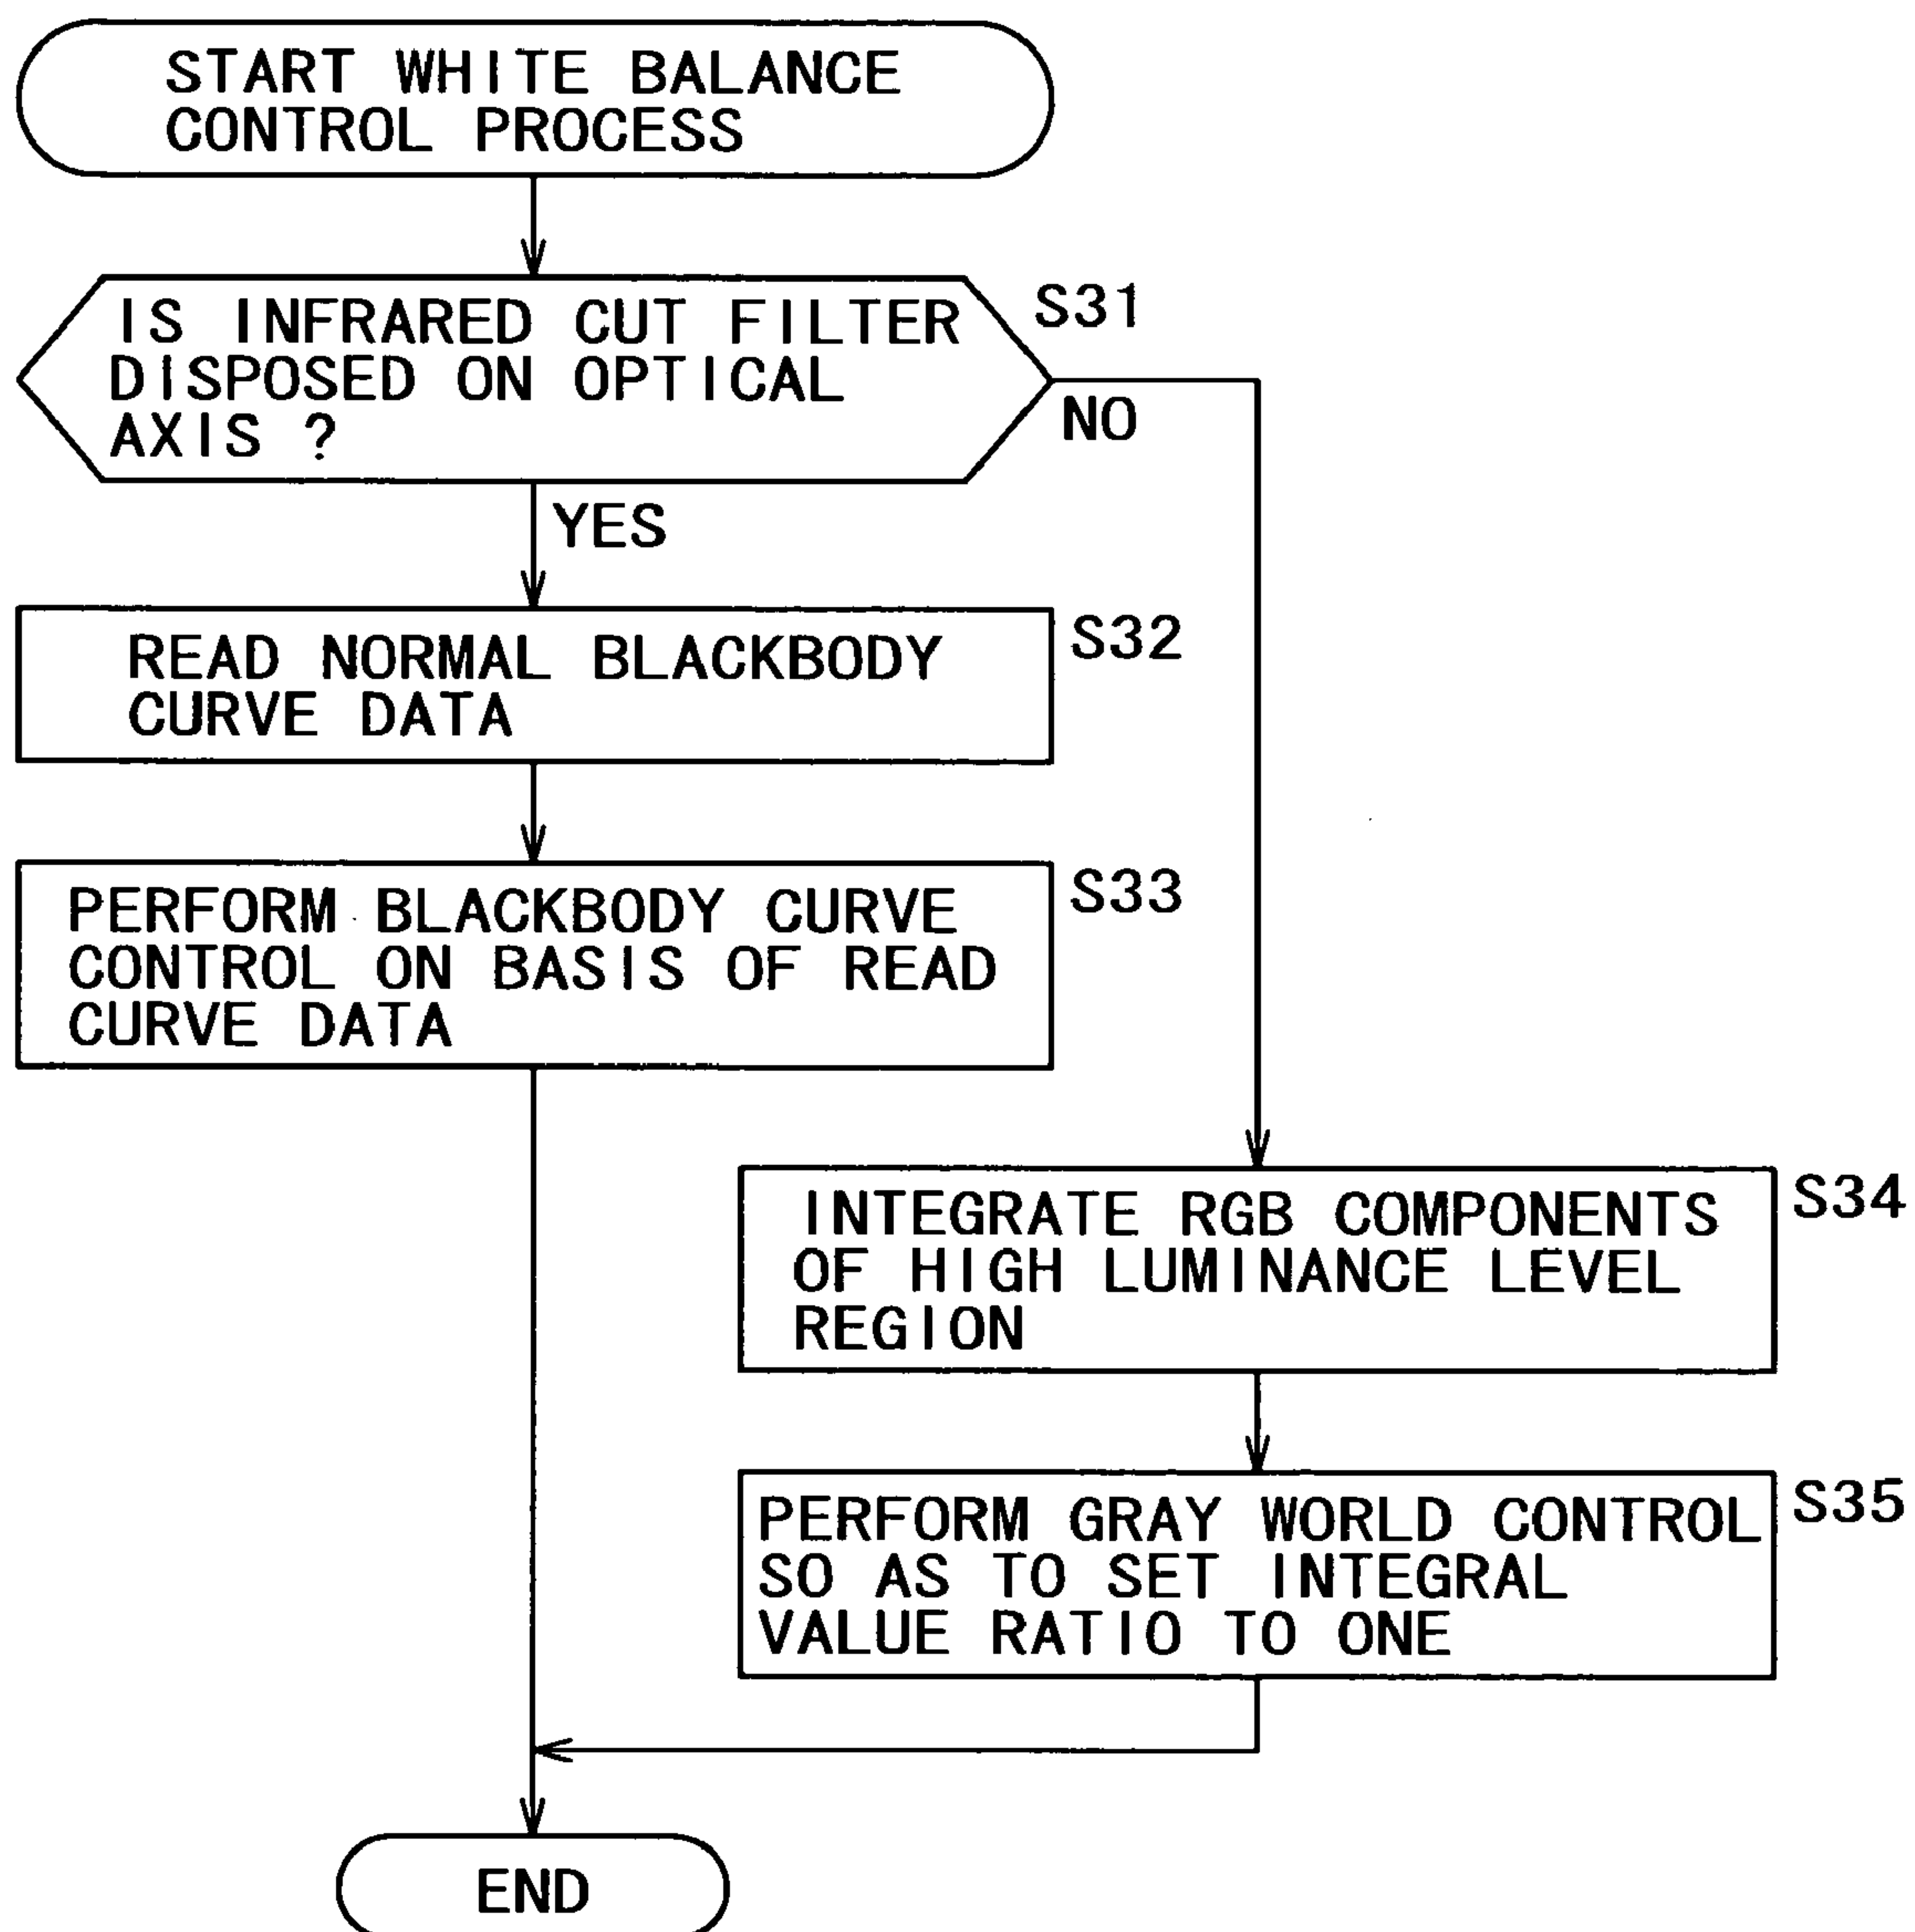 START WHITE BALANCE
CONTROL PROCESS
IS INFRARED CUT FILTER
DISPOSED ON OPTICAL
AXIS ?
S31
NO
YES
READ NORMAL BLACKBODY
CURVE DATA
S32
PERFORM BLACKBODY CURVE
CONTROL ON BASIS OF READ
CURVE DATA
S33
INTEGRATE RGB COMPONENTS
OF HIGH LUMINANCE LEVEL
REGION
S34
PERFORM GRAY WORLD CONTROL
SO AS TO SET INTEGRAL
VALUE RATIO TO ONE
S35
END